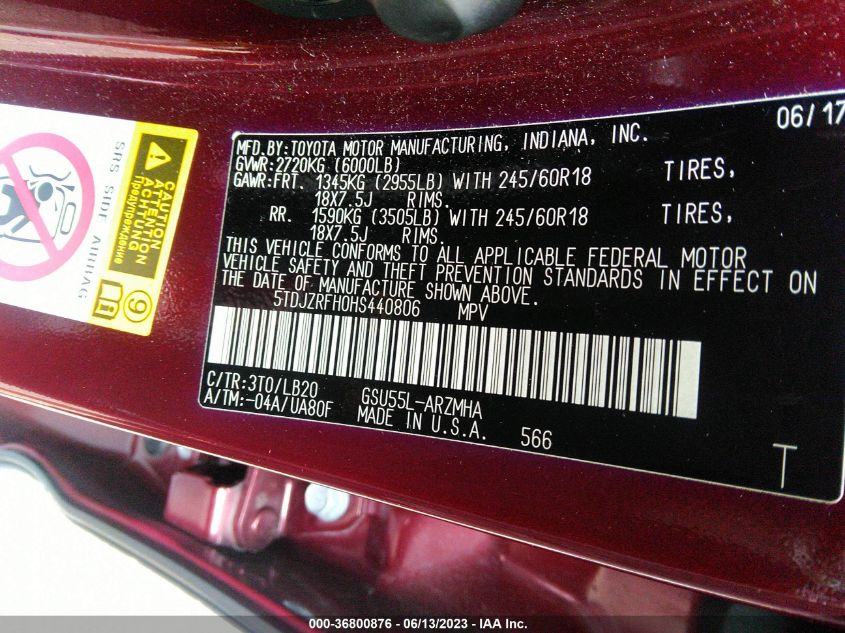 SRS SIDE AIRBAG
CAUTION
ATTENTION
ACHTUNG
Предупреждение
9
06/17
MFD.BY:TOYOTA MOTOR MANUFACTURING, INDIANA, INC.
GVWR:2720KG (6000LB)
GAWR:FRT. 1345KG (2955LB) WITH 245/60R18 TIRES,
18X7.5J RIMS.
RR. 1590KG (3505LB) WITH 245/60R18 TIRES,
18X7.5J RIMS.
THIS VEHICLE CONFORMS TO ALL APPLICABLE FEDERAL MOTOR
VEHICLE SAFETY AND THEFT PREVENTION STANDARDS IN EFFECT ON
THE DATE OF MANUFACTURE SHOWN ABOVE.
5TDJZRFH0HS440806 MPV
C/TR:3T0/LB20 GSU55L-ARZMHA
A/TM:-04A/UA80F MADE IN U.S.A. 566
T
000-36800876 / 06/13/2023 - IAA Inc.